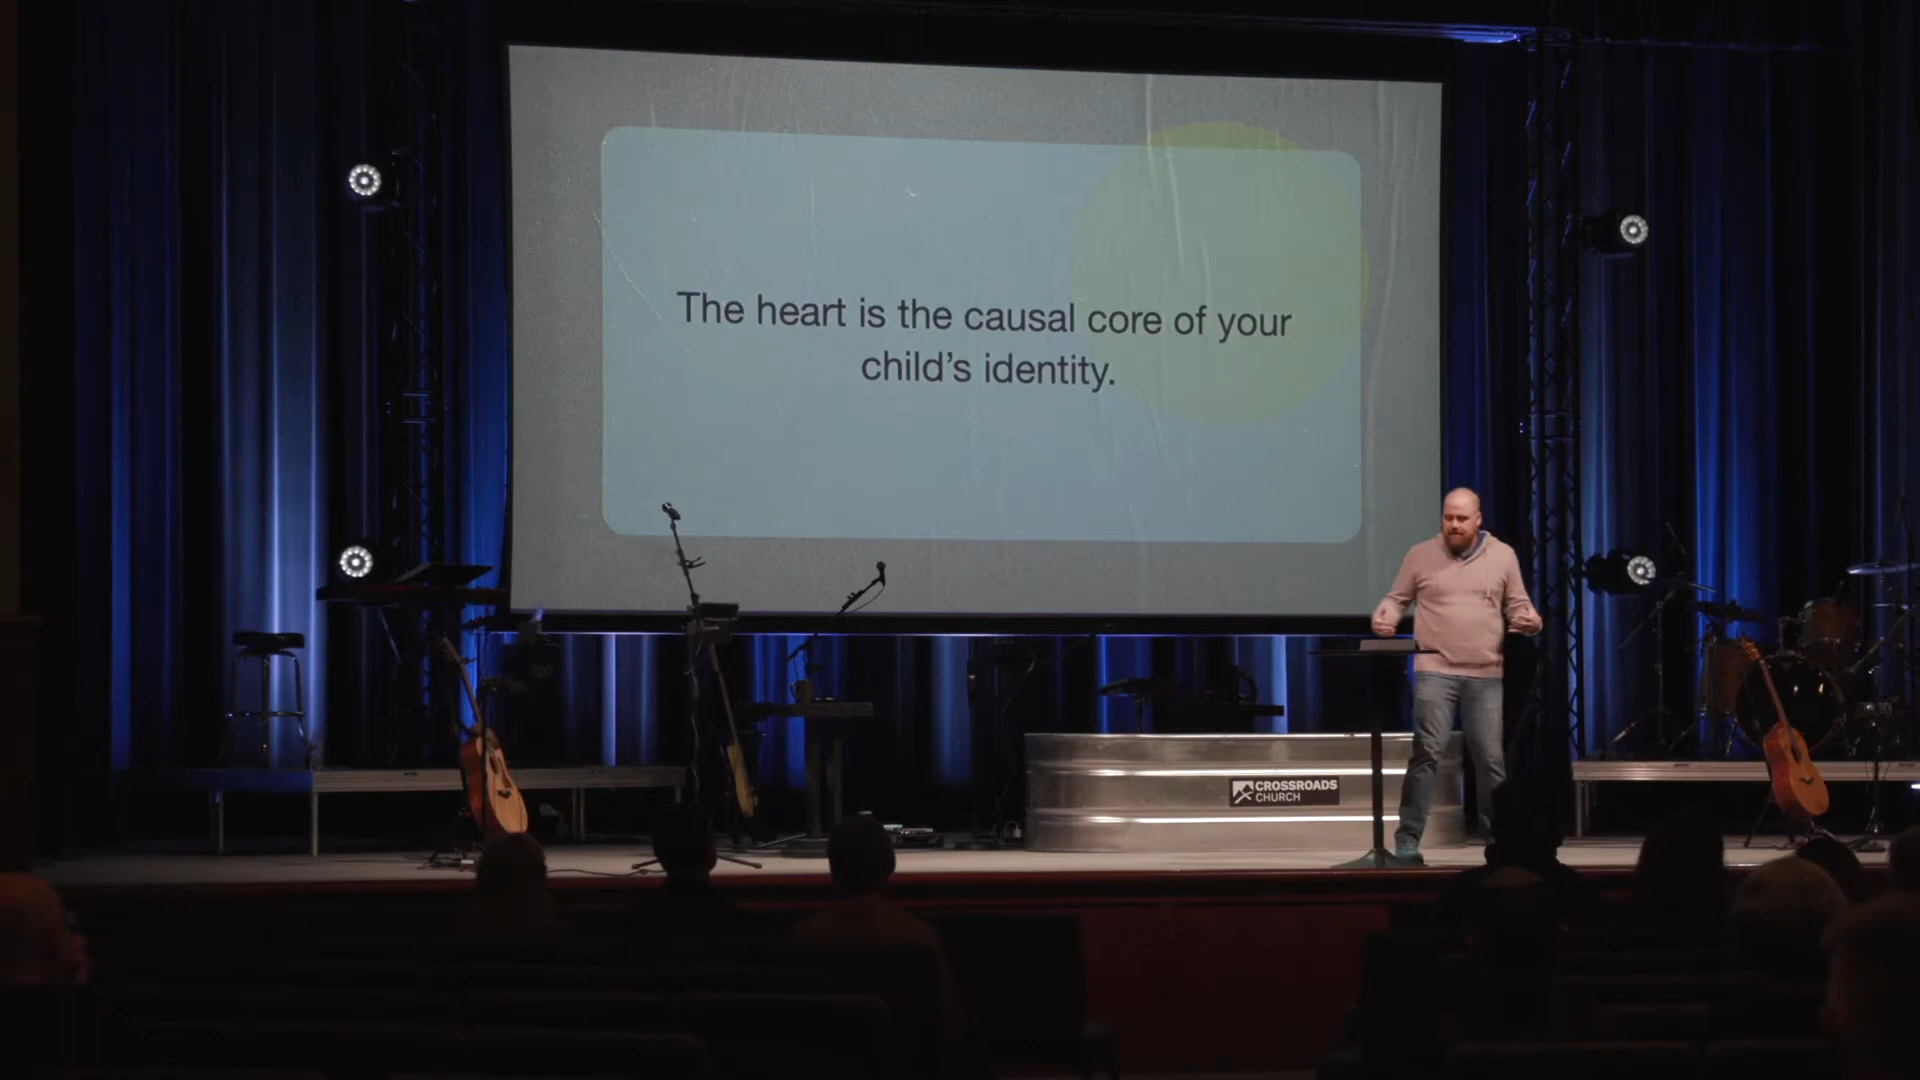 The heart is the causal core of your
child's identity.
CROSSROADS
CHURCH